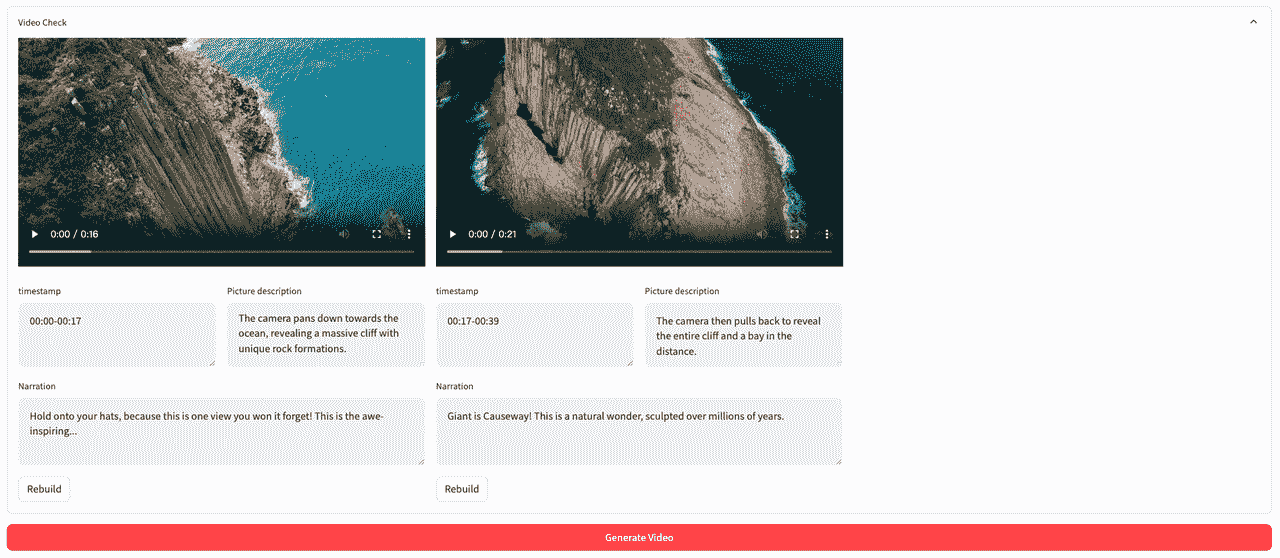 Video Check
0:00 / 0:16
0:00 / 0:21
timestamp
Picture description
timestamp
Picture description
00:00-00:17
The camera pans down towards the
ocean, revealing a massive cliff with
unique rock formations.
00:17-00:39
The camera then pulls back to reveal
the entire cliff and a bay in the
distance.
Narration
Narration
Hold onto your hats, because this is one view you won it forget! This is the awe-
inspiring...
Giant is Causeway! This is a natural wonder, sculpted over millions of years.
Rebuild
Rebuild
Generate Video